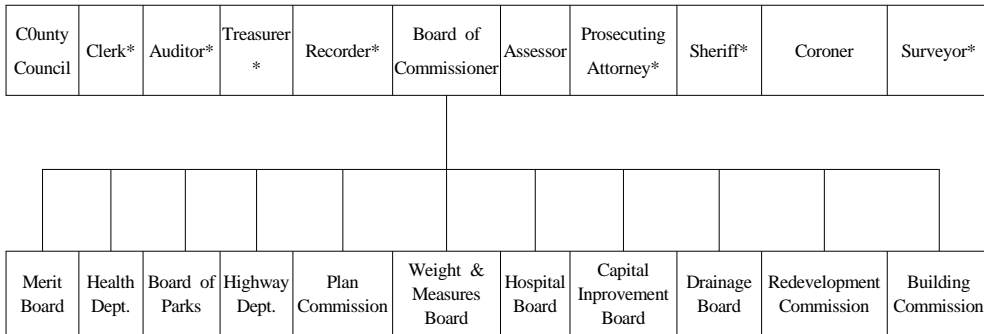 C0unty
Council
Clerk*
Auditor*
Treasurer
*
Recorder*
Board of
Commissioner
Assessor
Prosecuting
Attorney*
Sheriff*
Coroner
Surveyor*
Merit
Board
Health
Dept.
Board of
Parks
Highway
Dept.
Plan
Commission
Weight &
Measures
Board
Hospital
Board
Capital
Inprovement
Board
Drainage
Board
Redevelopment
Commission
Building
Commission